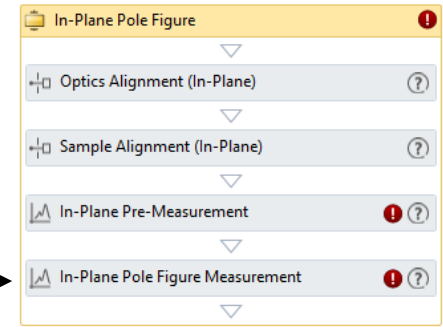 In-Plane Pole Figure
Optics Alignment (In-Plane)
Sample Alignment (In-Plane)
In-Plane Pre-Measurement
In-Plane Pole Figure Measurement